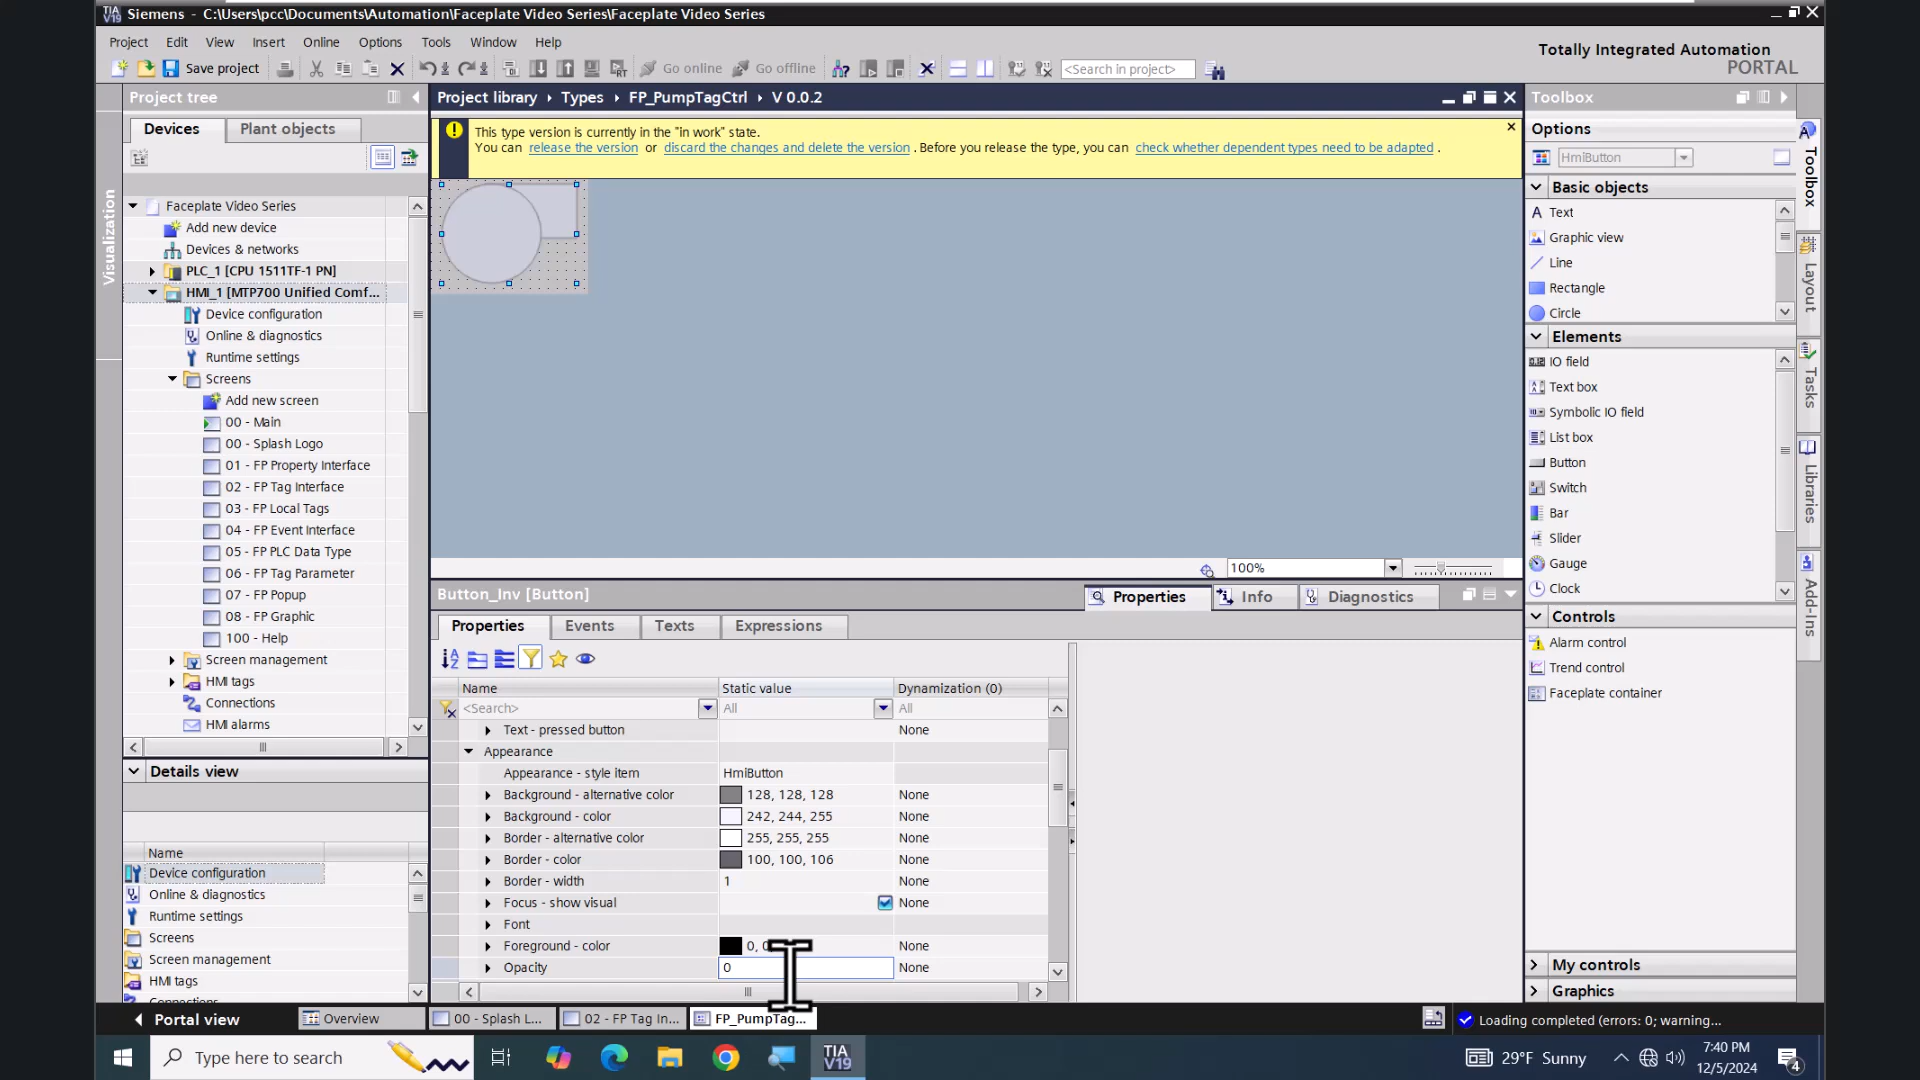 Siemens - C:\Users\pcc\Documents\Automation\Faceplate Video Series\Faceplate Video Series
Project Edit View Insert Online Options Tools Window Help
Totally Integrated Automation
PORTAL
Save project Go online Go offline <Search in project>
Project tree
Project library Types FP_PumpTagCtrl V 0.0.2
Toolbox
Devices Plant objects
This type version is currently in the "in work" state.
You can release the version or discard the changes and delete the version . Before you release the type, you can check whether dependent types need to be adapted .
Options
HmiButton
Visualization
Faceplate Video Series
Add new device
Devices & networks
PLC_1 [CPU 1511TF-1 PN]
HMI_1 [MTP700 Unified Comf...
Device configuration
Online & diagnostics
Runtime settings
Screens
Add new screen
00 - Main
00 - Splash Logo
01 - FP Property Interface
02 - FP Tag Interface
03 - FP Local Tags
04 - FP Event Interfaces
05 - FP PLC Data Type
06 - FP Tag Parameter
07 - FP Popup
08 - FP Graphic
100 - Help
Screen management
HMI tags
Connections
HMI alarms
Details view
Name
Device configuration
Online & diagnostics
Runtime settings
Screens
Screen management
HMI tags
Connections
100%
Button_Inv [Button]
Properties Info Diagnostics
Properties Events Texts Expressions
Name Static value Dynamization (0)
<Search> All All
Text - pressed button None
Appearance
Appearance - style item HmiButton
Background - alternative color 128, 128, 128 None
Background - color 242, 244, 255 None
Border - alternative color 255, 255, 255 None
Border - color 100, 100, 106 None
Border - width 1 None
Focus - show visual None
Font
Foreground - color 0, 0 None
Opacity 0 None
Basic objects
Text
Graphic view
Line
Rectangle
Circle
Elements
IO field
Text box
Symbolic IO field
List box
Button
Switch
Bar
Slider
Gauge
Clock
Controls
Alarm control
Trend control
Faceplate container
My controls
Graphics
Toolbox
Layout
Tasks
Libraries
Add-Ins
Portal view Overview 00 - Splash L... 02 - FP Tag In... FP_PumpTag... Loading completed (errors: 0; warning...
Type here to search
TIA
V19
29°F Sunny
7:40 PM
12/5/2024
4